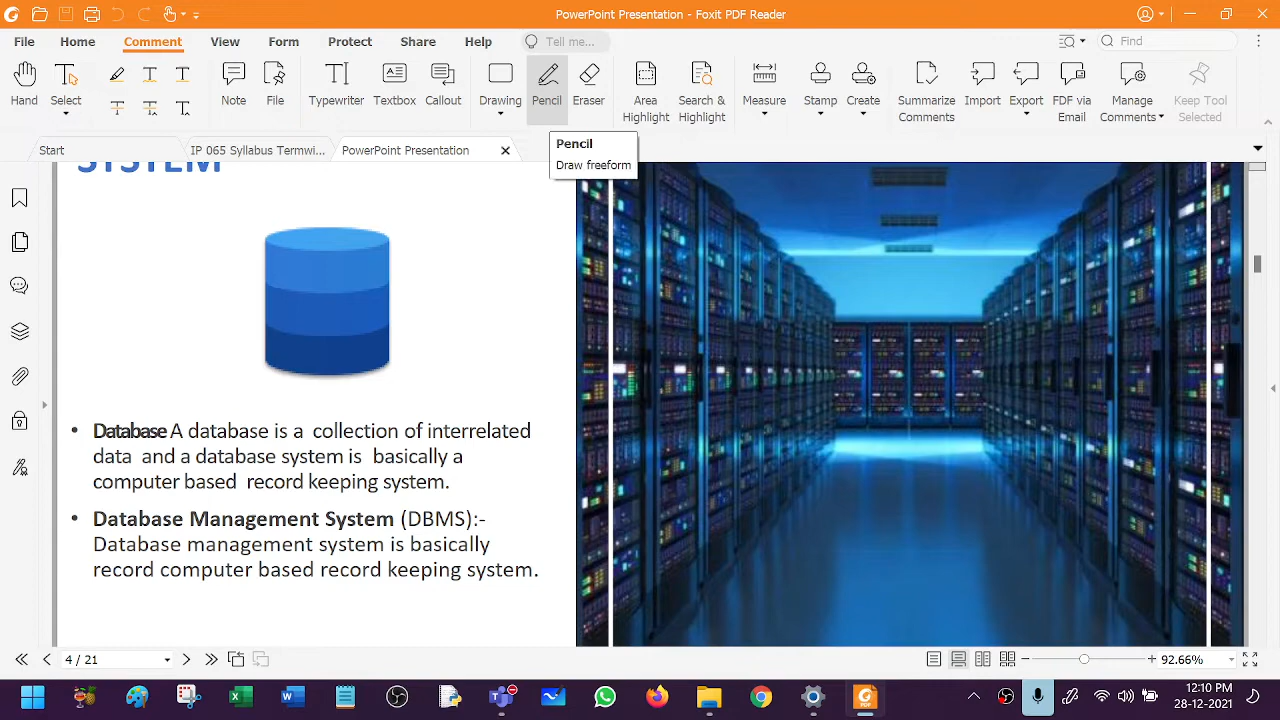 PowerPoint Presentation - Foxit PDF Reader
File Home Comment View Form Protect Share Help Tell me... Find
Hand Select Note File Typewriter Textbox Callout Drawing Pencil Eraser Area Highlight Search & Highlight Measure Stamp Create Summarize Comments Import Export FDF via Email Manage Comments Keep Tool Selected
Start IP 065 Syllabus Termwi... PowerPoint Presentation
Pencil
Draw freeform
SYSTEM
• Database A database is a collection of interrelated
data and a database system is basically a
computer based record keeping system.
• Database Management System (DBMS):-
Database management system is basically
record computer based record keeping system.
4 / 21 92.66%
12:10 PM
28-12-2021